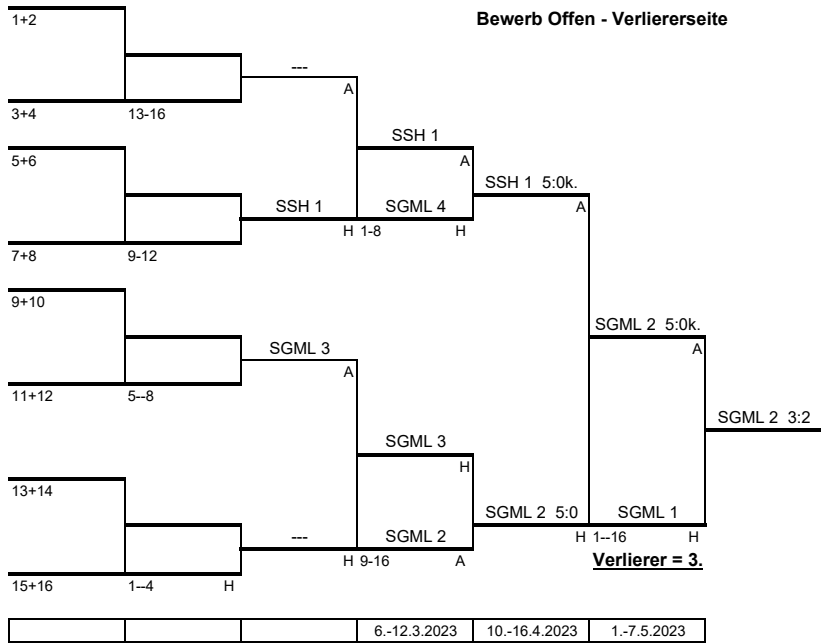 1+2
Bewerb Offen - Verliererseite
---
A
3+4 13-16
SSH 1
5+6 A
SSH 1 5:0k.
SSH 1 SGML 4 A
H 1-8 H
7+8 9-12
9+10
SGML 2 5:0k.
SGML 3 A
A
11+12 5--8
SGML 2 3:2
SGML 3
H
13+14
SGML 2 5:0 SGML 1
--- SGML 2 H 1--16 H
H 9-16 A Verlierer = 3.
15+16 1--4 H
6.-12.3.2023 10.-16.4.2023 1.-7.5.2023